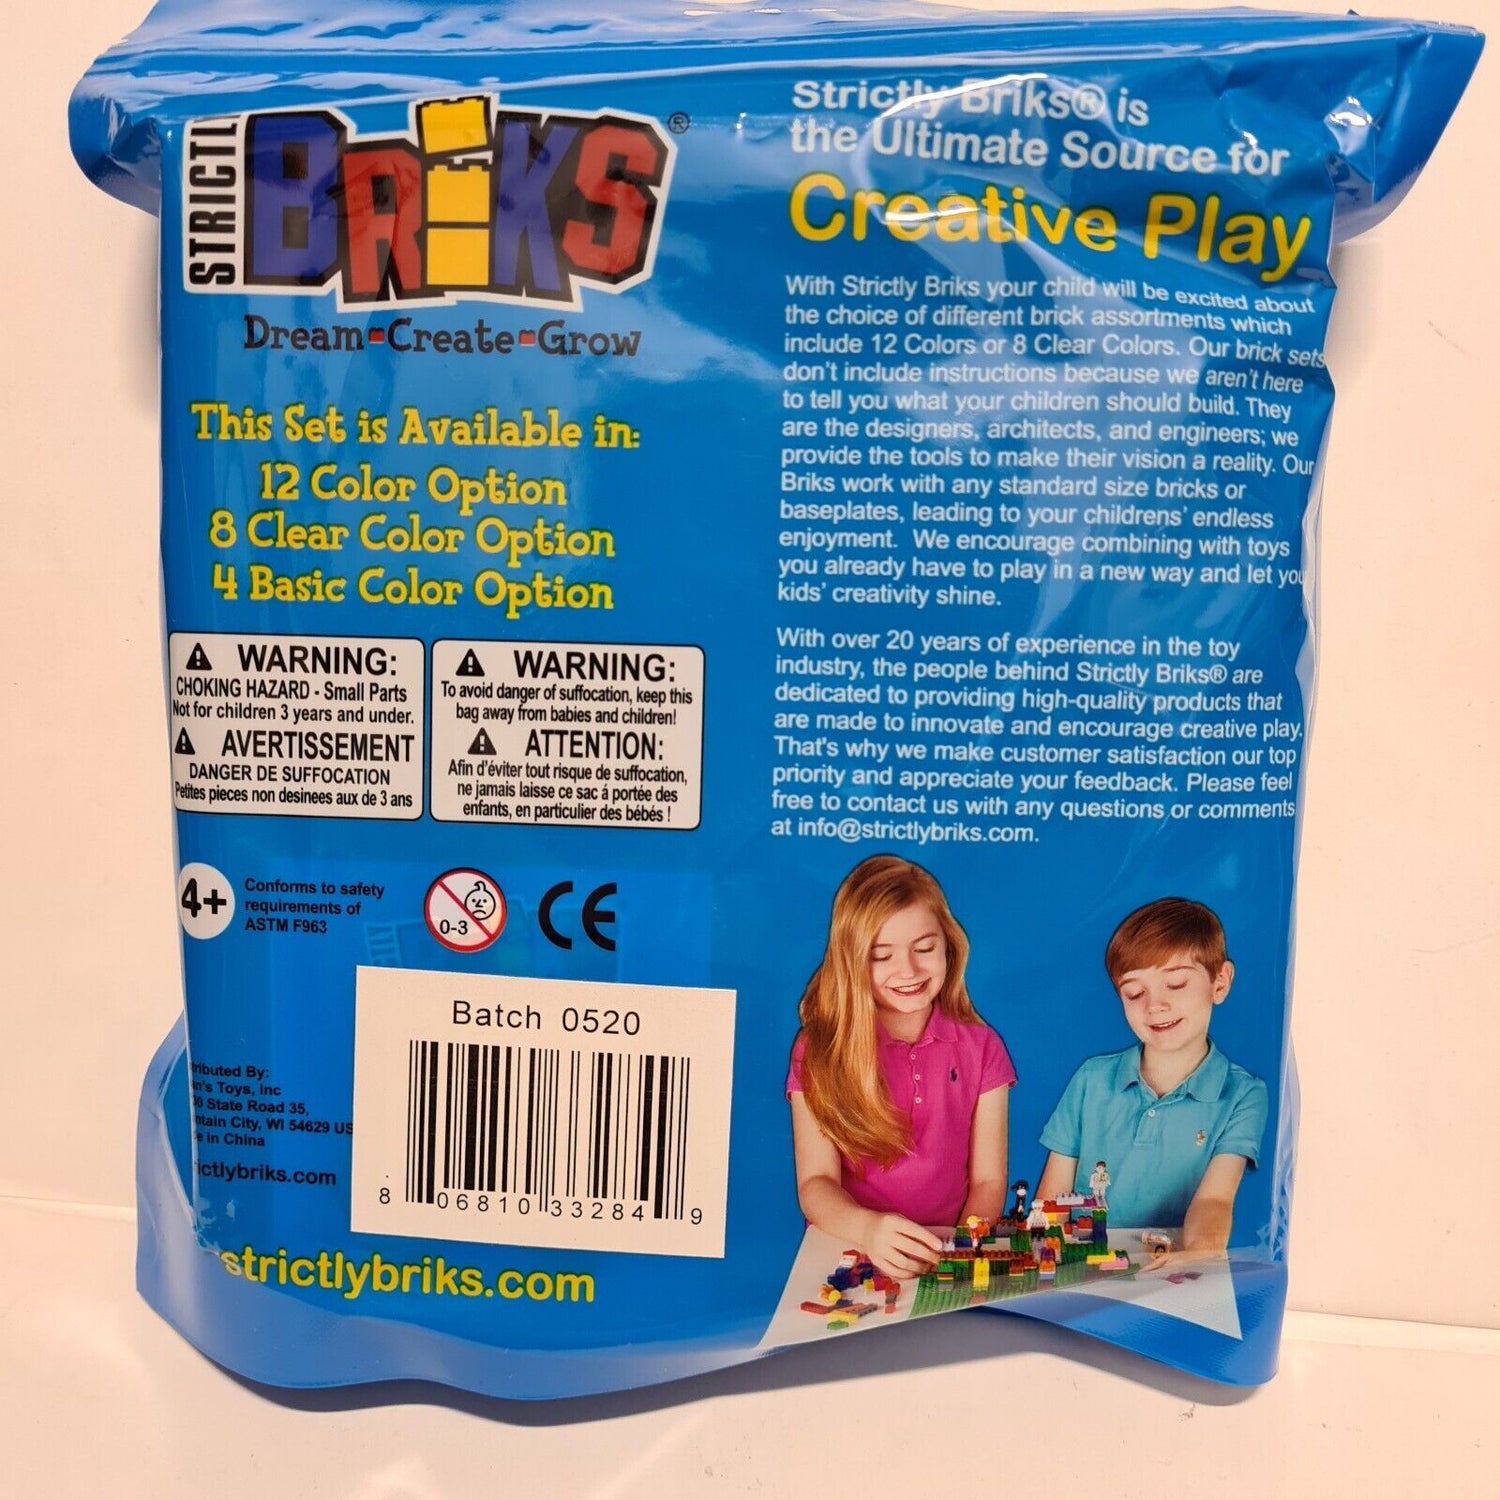 STRICTL
BRiKS®
Dream-Create-Grow
This Set is Available in:
12 Color Option
8 Clear Color Option
4 Basic Color Option
WARNING:
CHOKING HAZARD - Small Parts
Not for children 3 years and under.
AVERTISSEMENT
DANGER DE SUFFOCATION
Petites pieces non desinees aux de 3 ans
WARNING:
To avoid danger of suffocation, keep this
bag away from babies and children!
ATTENTION:
Afin d'éviter tout risque de suffocation,
ne jamais laisse ce sac á portée des
enfants, en particulier des bébés !
4+
Conforms to safety
requirements of
ASTM F963
0-3
CE
Batch 0520
8 06810 33284 9
ributed By:
n's Toys, Inc
0 State Road 35,
ntain City, WI 54629 US
e in China
ictlybriks.com
strictlybriks.com
Strictly Briks® is
the Ultimate Source for
Creative Play
With Strictly Briks your child will be excited about
the choice of different brick assortments which
include 12 Colors or 8 Clear Colors. Our brick sets
don't include instructions because we aren't here
to tell you what your children should build. They
are the designers, architects, and engineers; we
provide the tools to make their vision a reality. Our
Briks work with any standard size bricks or
baseplates, leading to your childrens' endless
enjoyment. We encourage combining with toys
you already have to play in a new way and let you
kids' creativity shine.
With over 20 years of experience in the toy
industry, the people behind Strictly Briks® are
dedicated to providing high-quality products that
are made to innovate and encourage creative play.
That's why we make customer satisfaction our top
priority and appreciate your feedback. Please feel
free to contact us with any questions or comments
at info@strictlybriks.com.